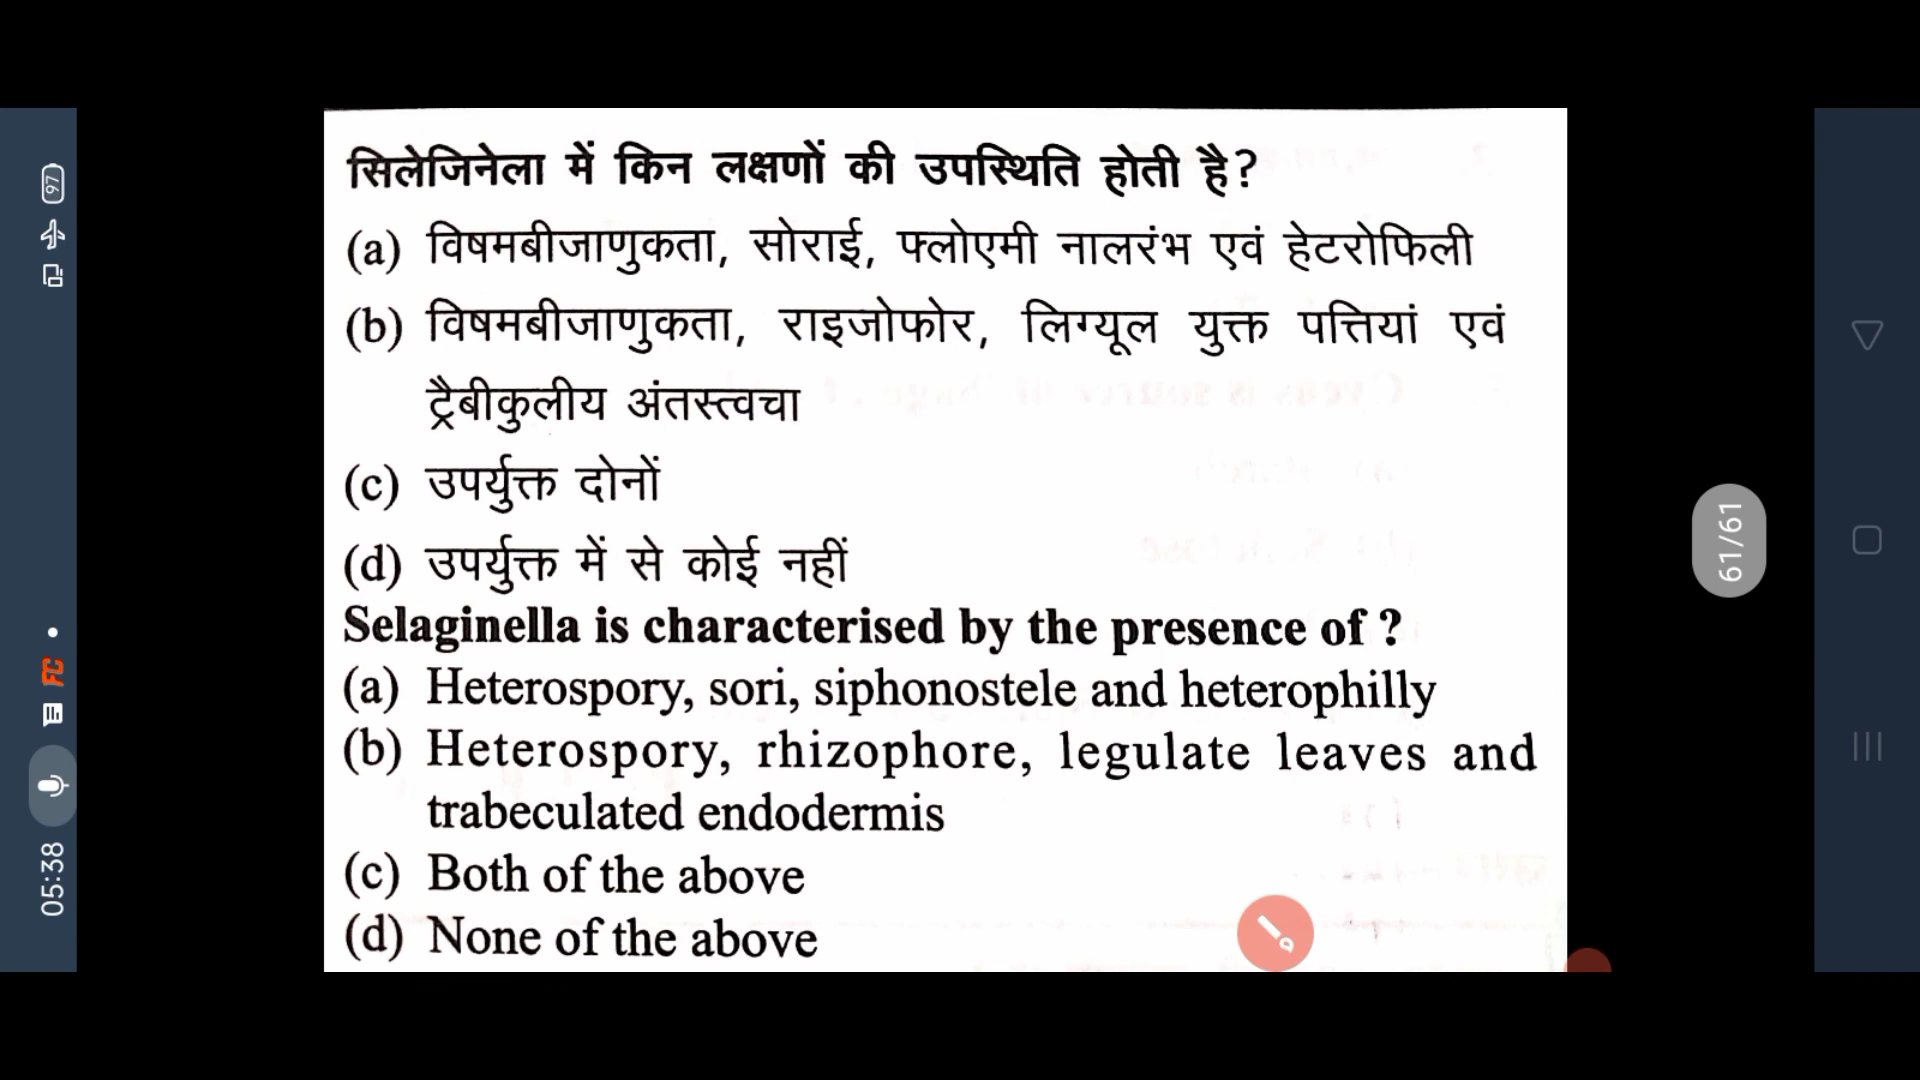 सिलेजिनेला में किन लक्षणों की उपस्थिति होती है?
(a) विषमबीजाणुकता, सोराई, फ्लोएमी नालरंभ एवं हेटरोफिली
(b) विषमबीजाणुकता, राइजोफोर, लिग्यूल युक्त पत्तियां एवं
ट्रैबीकुलीय अंतस्त्वचा
(c) उपर्युक्त दोनों
(d) उपर्युक्त में से कोई नहीं
Selaginella is characterised by the presence of ?
(a) Heterospory, sori, siphonostele and heterophilly
(b) Heterospory, rhizophore, legulate leaves and
trabeculated endodermis
(c) Both of the above
(d) None of the above
61/61
05:38
FC
97